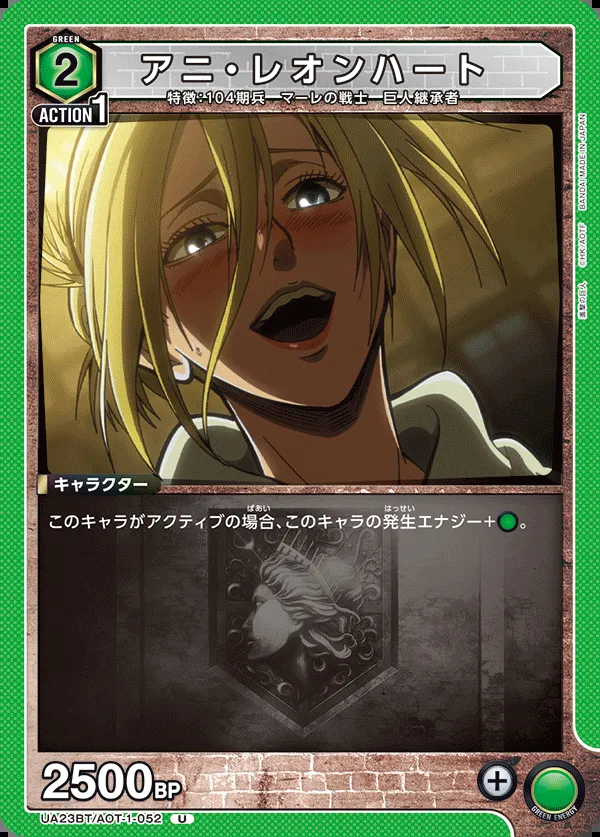 GREEN
2
アニ・レオンハート
ACTION 1
特徴:104期兵 マーレの戦士 巨人継承者
BANDAI MADE IN JAPAN
©HK/AOTF
進撃の巨人
キャラクター
このキャラがアクティブの場合、このキャラの発生エナジー+。
ばあい
はっせい
2500BP
+
GREEN ENERGY
UA23BT/AOT-1-052 U